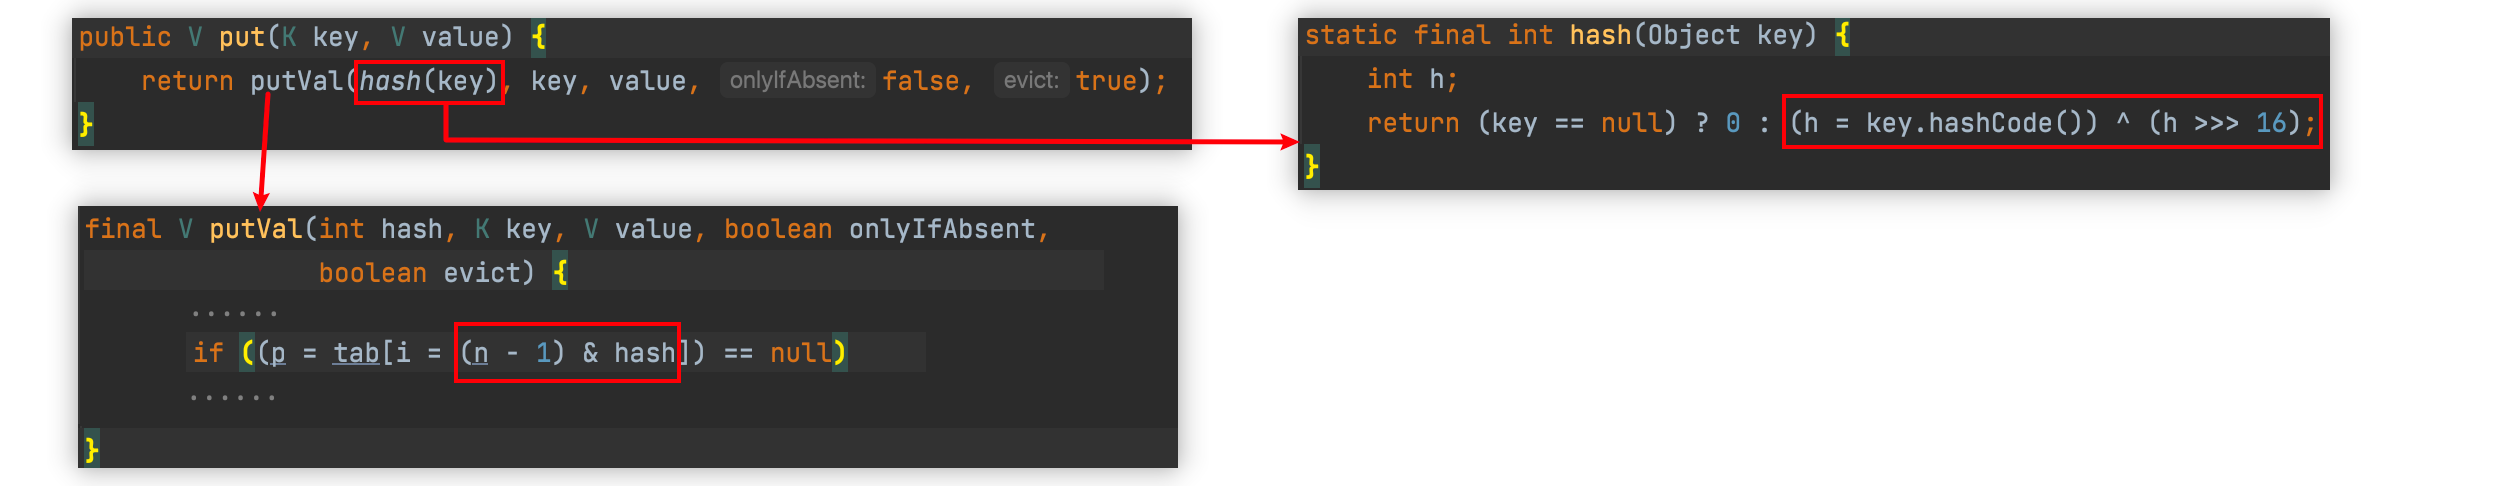 public V put(K key, V value) {
return putVal(hash(key), key, value, onlyIfAbsent: false, evict: true);
}
static final int hash(Object key) {
int h;
return (key == null) ? 0 : (h = key.hashCode()) ^ (h >>> 16);
}
final V putVal(int hash, K key, V value, boolean onlyIfAbsent,
boolean evict) {
······
if ((p = tab[i = (n - 1) & hash]) == null)
······
}